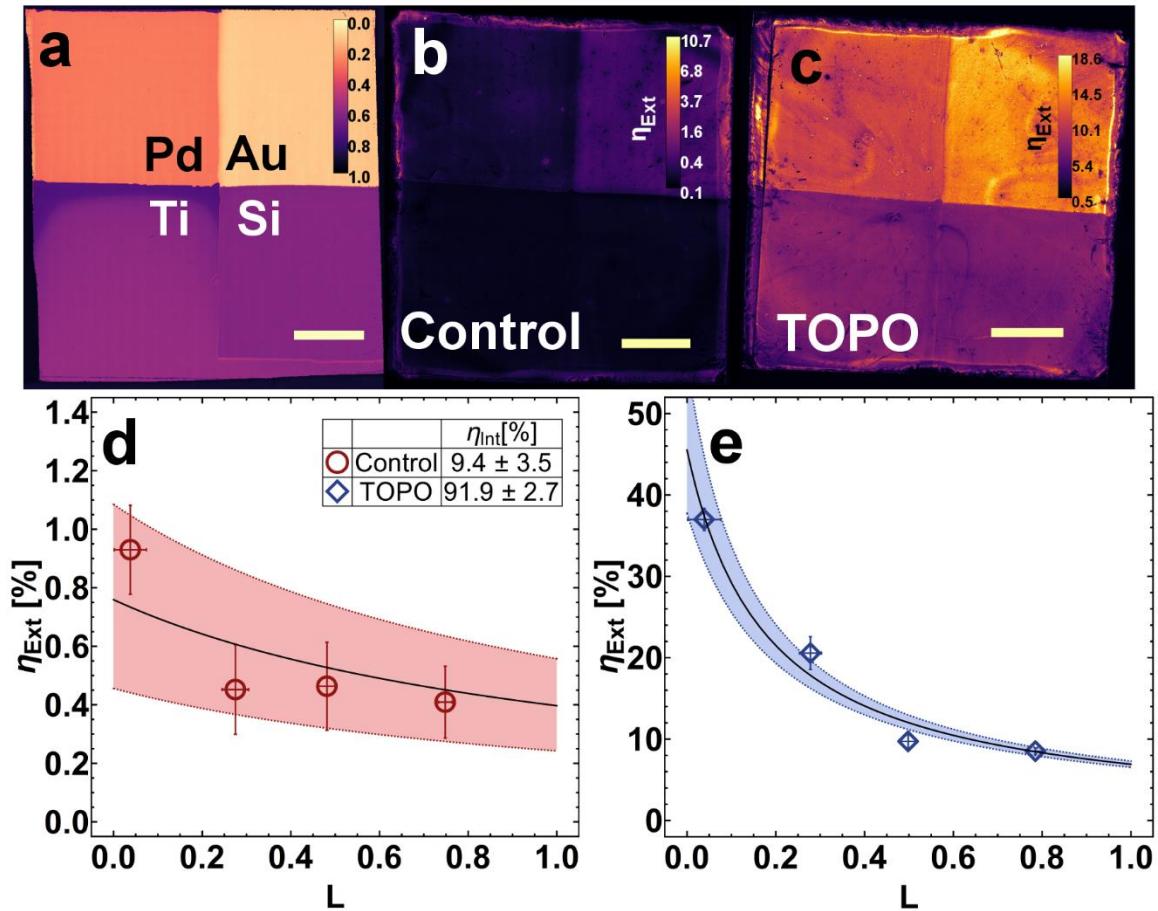 a
0.0
0.2
0.4
0.6
0.8
1.0
Pd Au
Ti Si
b
10.7
6.8
3.7
1.6
0.4
0.1
ηExt
Control
c
18.6
14.5
10.1
5.4
0.5
ηExt
TOPO
d
ηInt[%]
Control 9.4 ± 3.5
TOPO 91.9 ± 2.7
1.4
1.2
1.0
0.8
0.6
0.4
0.2
0.0
ηExt [%]
0.0 0.2 0.4 0.6 0.8 1.0
L
e
50
40
30
20
10
0
ηExt [%]
0.0 0.2 0.4 0.6 0.8 1.0
L